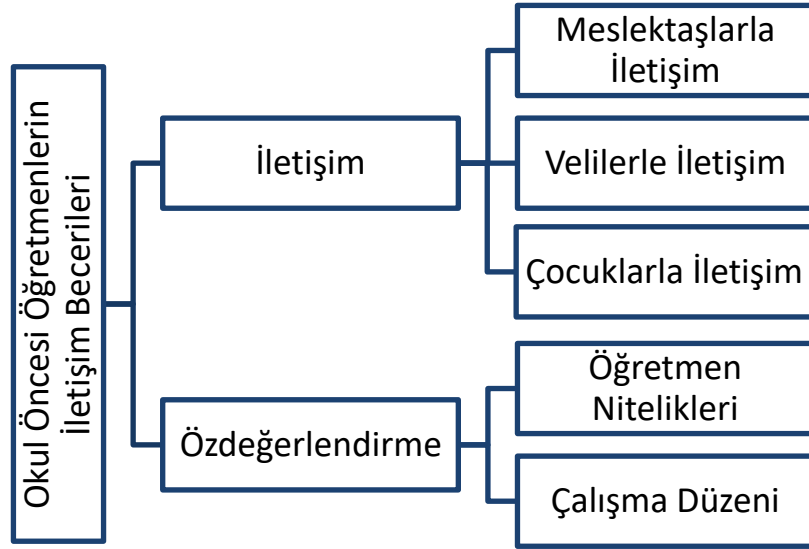 Okul Öncesi Öğretmenlerin
İletişim Becerileri
İletişim
Meslektaşlarla
İletişim
Velilerle İletişim
Çocuklarla İletişim
Özdeğerlendirme
Öğretmen
Nitelikleri
Çalışma Düzeni